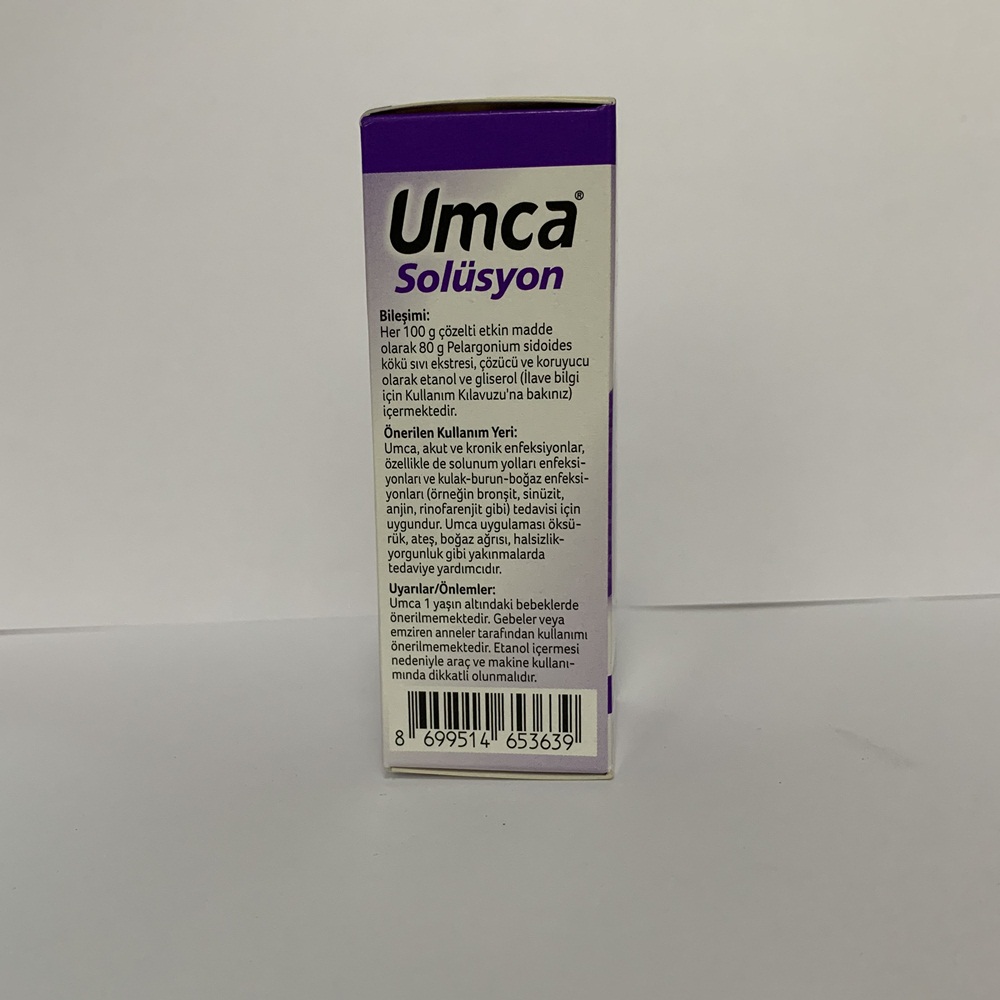 Umca®
Solüsyon
Bileşimi:
Her 100 g çözelti etkin madde
olarak 80 g Pelargonium sidoides
kökü sıvı ekstresi, çözücü ve koruyucu
olarak etanol ve gliserol (İlave bilgi
için Kullanım Kılavuzu'na bakınız)
içermektedir.
Önerilen Kullanım Yeri:
Umca, akut ve kronik enfeksiyonlar,
özellikle de solunum yolları enfeksi-
yonları ve kulak-burun-boğaz enfeksi-
yonları (örneğin bronşit, sinüzit,
anjin, rinofarenjit gibi) tedavisi için
uygundur. Umca uygulaması öksü-
rük, ateş, boğaz ağrısı, halsizlik-
yorgunluk gibi yakınmalarda
tedaviye yardımcıdır.
Uyarılar/Önlemler:
Umca 1 yaşın altındaki bebeklerde
önerilmemektedir. Gebeler veya
emziren anneler tarafından kullanımı
önerilmemektedir. Etanol içermesi
nedeniyle araç ve makine kullanı-
mında dikkatli olunmalıdır.
8 699514 653639